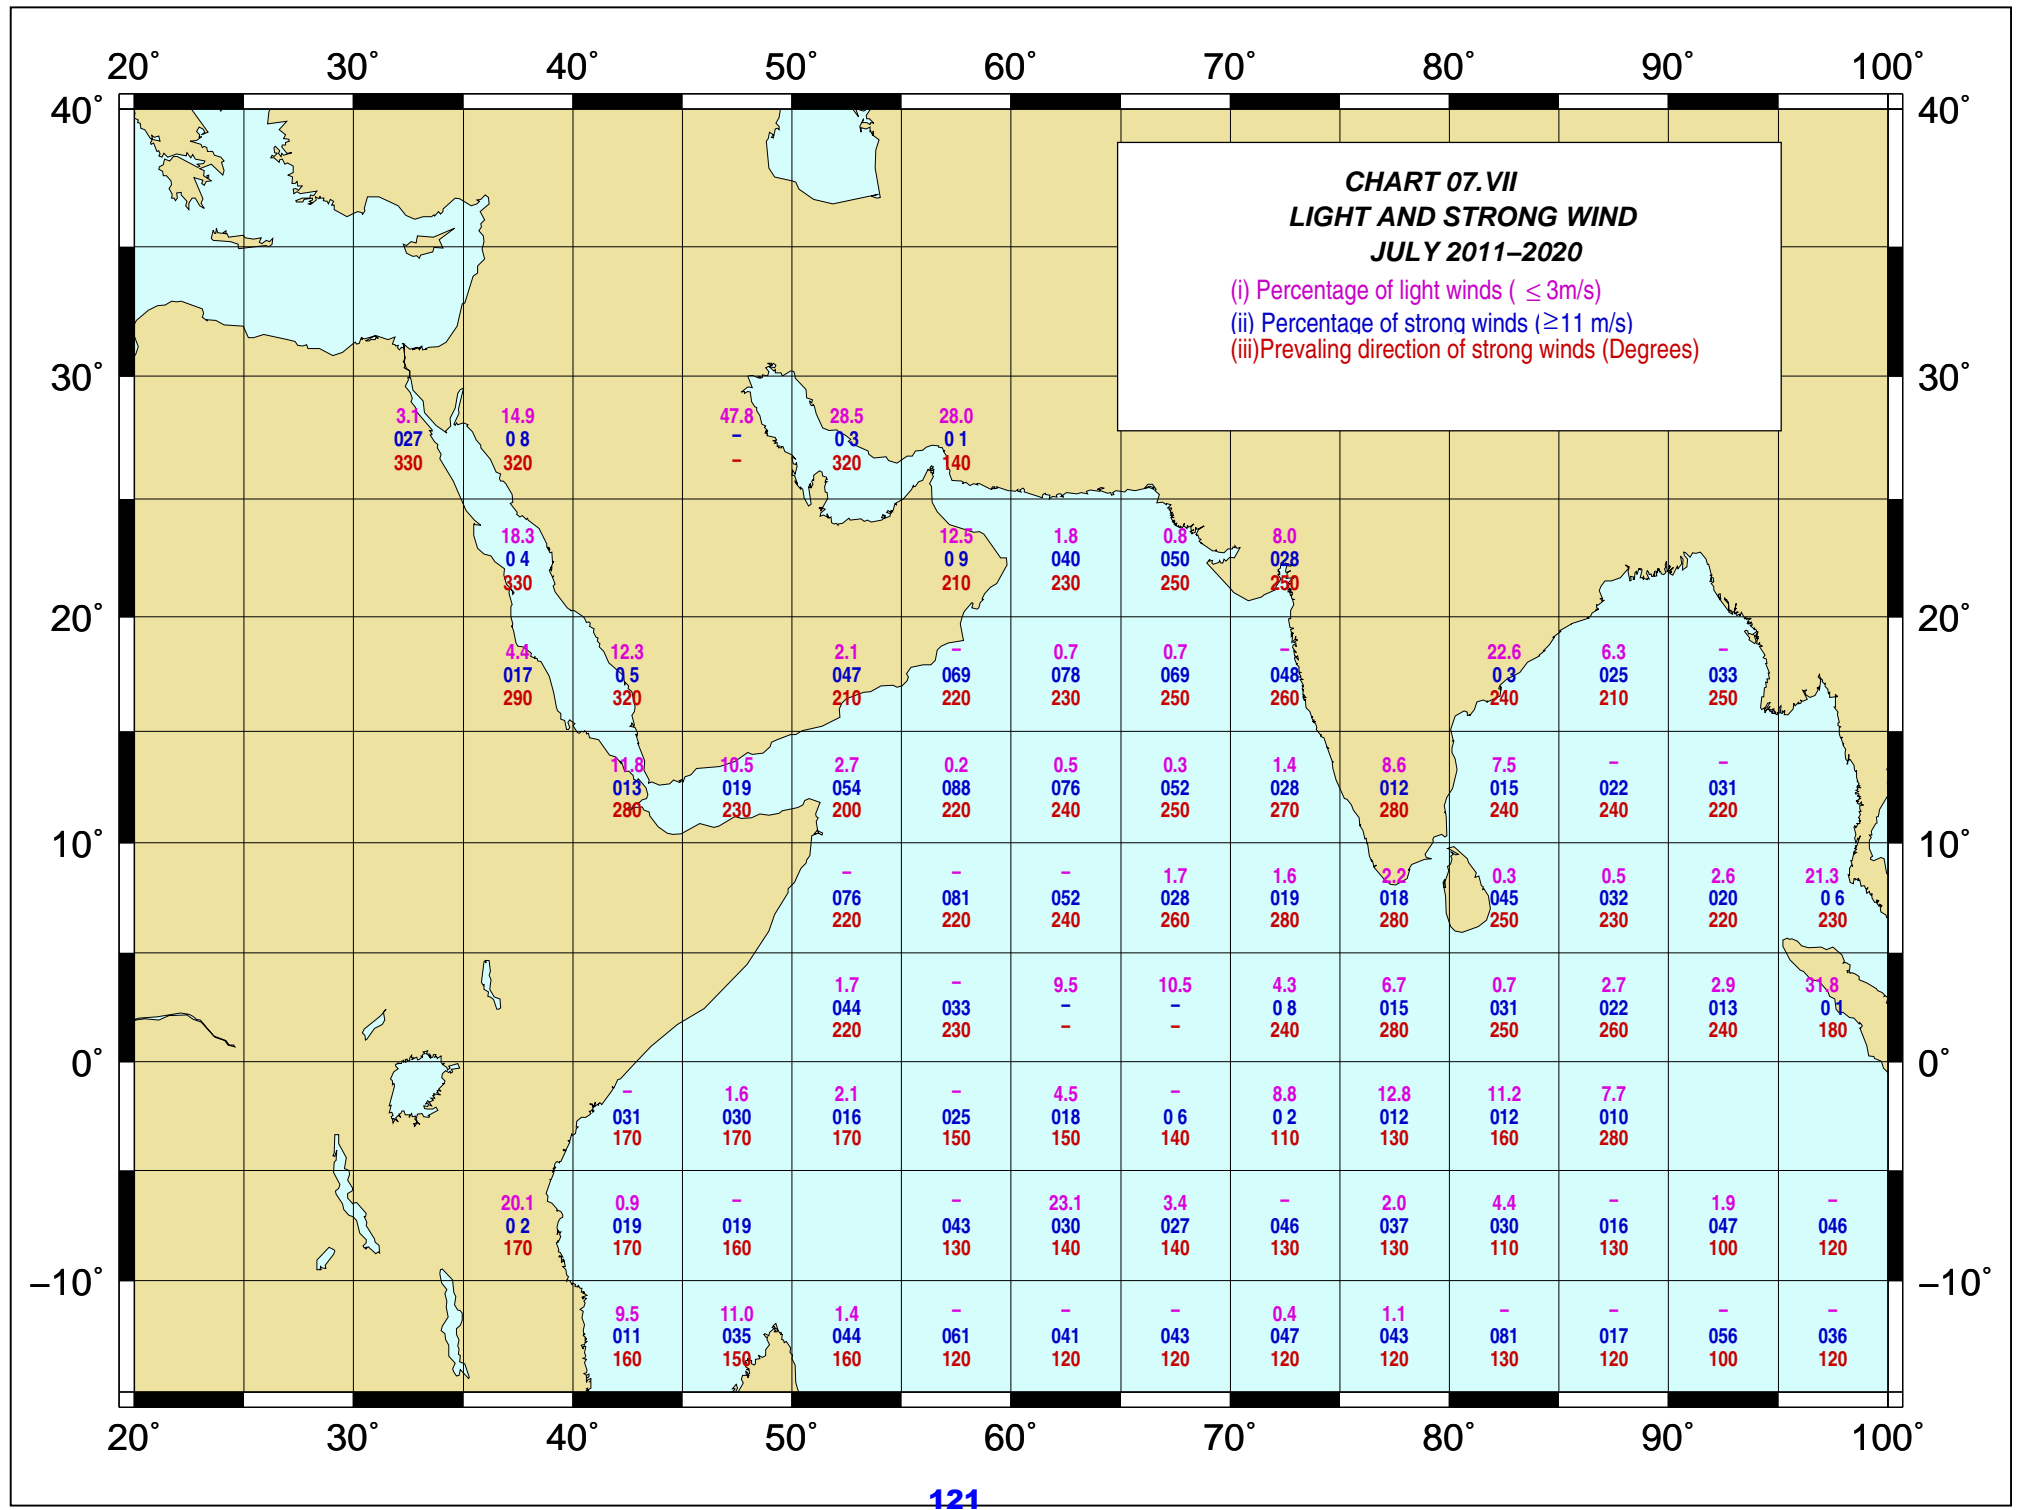 20° 30° 40° 50° 60° 70° 80° 90° 100°
40° 40°
CHART 07.VII
LIGHT AND STRONG WIND
JULY 2011–2020
(i) Percentage of light winds ( ≤ 3m/s)
(ii) Percentage of strong winds (≥11 m/s)
(iii)Prevaling direction of strong winds (Degrees)
30° 30°
3.1 14.9 47.8 28.5 28.0
027 0 8 – 0 3 0 1
330 320 – 320 140
18.3 12.5 1.8 0.8 8.0
0 4 0 9 040 050 028
330 210 230 250 250
20° 20°
4.4 12.3 2.1 – 0.7 0.7 – 22.6 6.3 –
017 0 5 047 069 078 069 048 0 3 025 033
290 320 210 220 230 250 260 240 210 250
11.8 10.5 2.7 0.2 0.5 0.3 1.4 8.6 7.5 – –
013 019 054 088 076 052 028 012 015 022 031
280 230 200 220 240 250 270 280 240 240 220
10° 10°
– – – 1.7 1.6 2.2 0.3 0.5 2.6 21.3
076 081 052 028 019 018 045 032 020 0 6
220 220 240 260 280 280 250 230 220 230
1.7 – 9.5 10.5 4.3 6.7 0.7 2.7 2.9 31.8
044 033 – – 0 8 015 031 022 013 0 1
220 230 – – 240 280 250 260 240 180
0° 0°
– 1.6 2.1 – 4.5 – 8.8 12.8 11.2 7.7
031 030 016 025 018 0 6 0 2 012 012 010
170 170 170 150 150 140 110 130 160 280
20.1 0.9 – – 23.1 3.4 – 2.0 4.4 – 1.9 –
0 2 019 019 043 030 027 046 037 030 016 047 046
170 170 160 130 140 140 130 130 110 130 100 120
–10° –10°
9.5 11.0 1.4 – – – 0.4 1.1 – – – –
011 035 044 061 041 043 047 043 081 017 056 036
160 150 160 120 120 120 120 120 130 120 100 120
20° 30° 40° 50° 60° 70° 80° 90° 100°
121